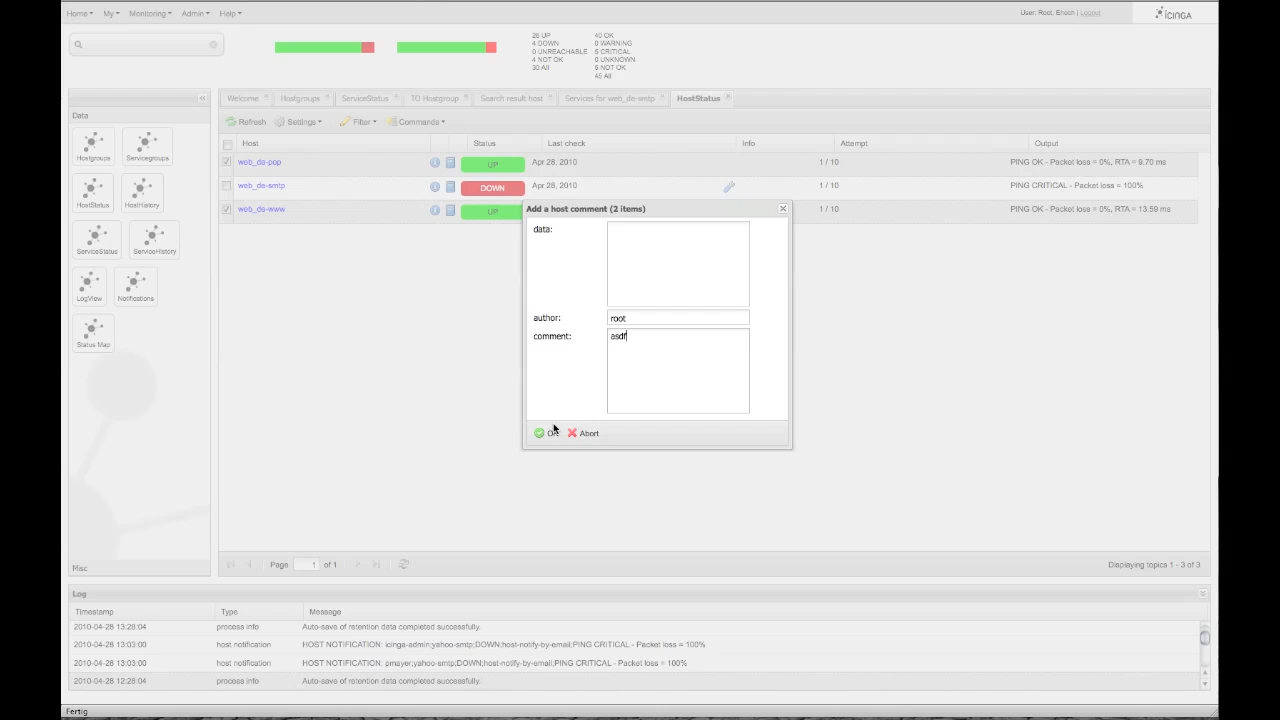 Home My Monitoring Admin Help User: Root, Enoch | Logout ICINGA
26 UP 40 OK
4 DOWN 0 WARNING
0 UNREACHABLE 5 CRITICAL
4 NOT OK 0 UNKNOWN
30 All 5 NOT OK
45 All
Welcome Hostgroups ServiceStatus TO Hostgroup Search result host Services for web_de-smtp HostStatus
Data
Refresh Settings Filter Commands
Host Status Last check Info Attempt Output
Hostgroups Servicegroups
web_de-pop UP Apr 28, 2010 1 / 10 PING OK - Packet loss = 0%, RTA = 9.70 ms
web_de-smtp DOWN Apr 28, 2010 1 / 10 PING CRITICAL - Packet loss = 100%
HostStatus HostHistory
web_de-www UP 1 / 10 PING OK - Packet loss = 0%, RTA = 13.59 ms
Add a host comment (2 items)
data:
ServiceStatus ServiceHistory
LogView Notifications
author: root
comment: asdf
Status Map
Abort
Page 1 of 1 Displaying topics 1 - 3 of 3
Misc
Log
Timestamp Type Message
2010-04-28 13:28:04 process info Auto-save of retention data completed successfully.
2010-04-28 13:03:00 host notification HOST NOTIFICATION: icinga-admin;yahoo-smtp;DOWN;host-notify-by-email;PING CRITICAL - Packet loss = 100%
2010-04-28 13:03:00 host notification HOST NOTIFICATION: pmayer;yahoo-smtp;DOWN;host-notify-by-email;PING CRITICAL - Packet loss = 100%
2010-04-28 12:28:04 process info Auto-save of retention data completed successfully.
Fertig